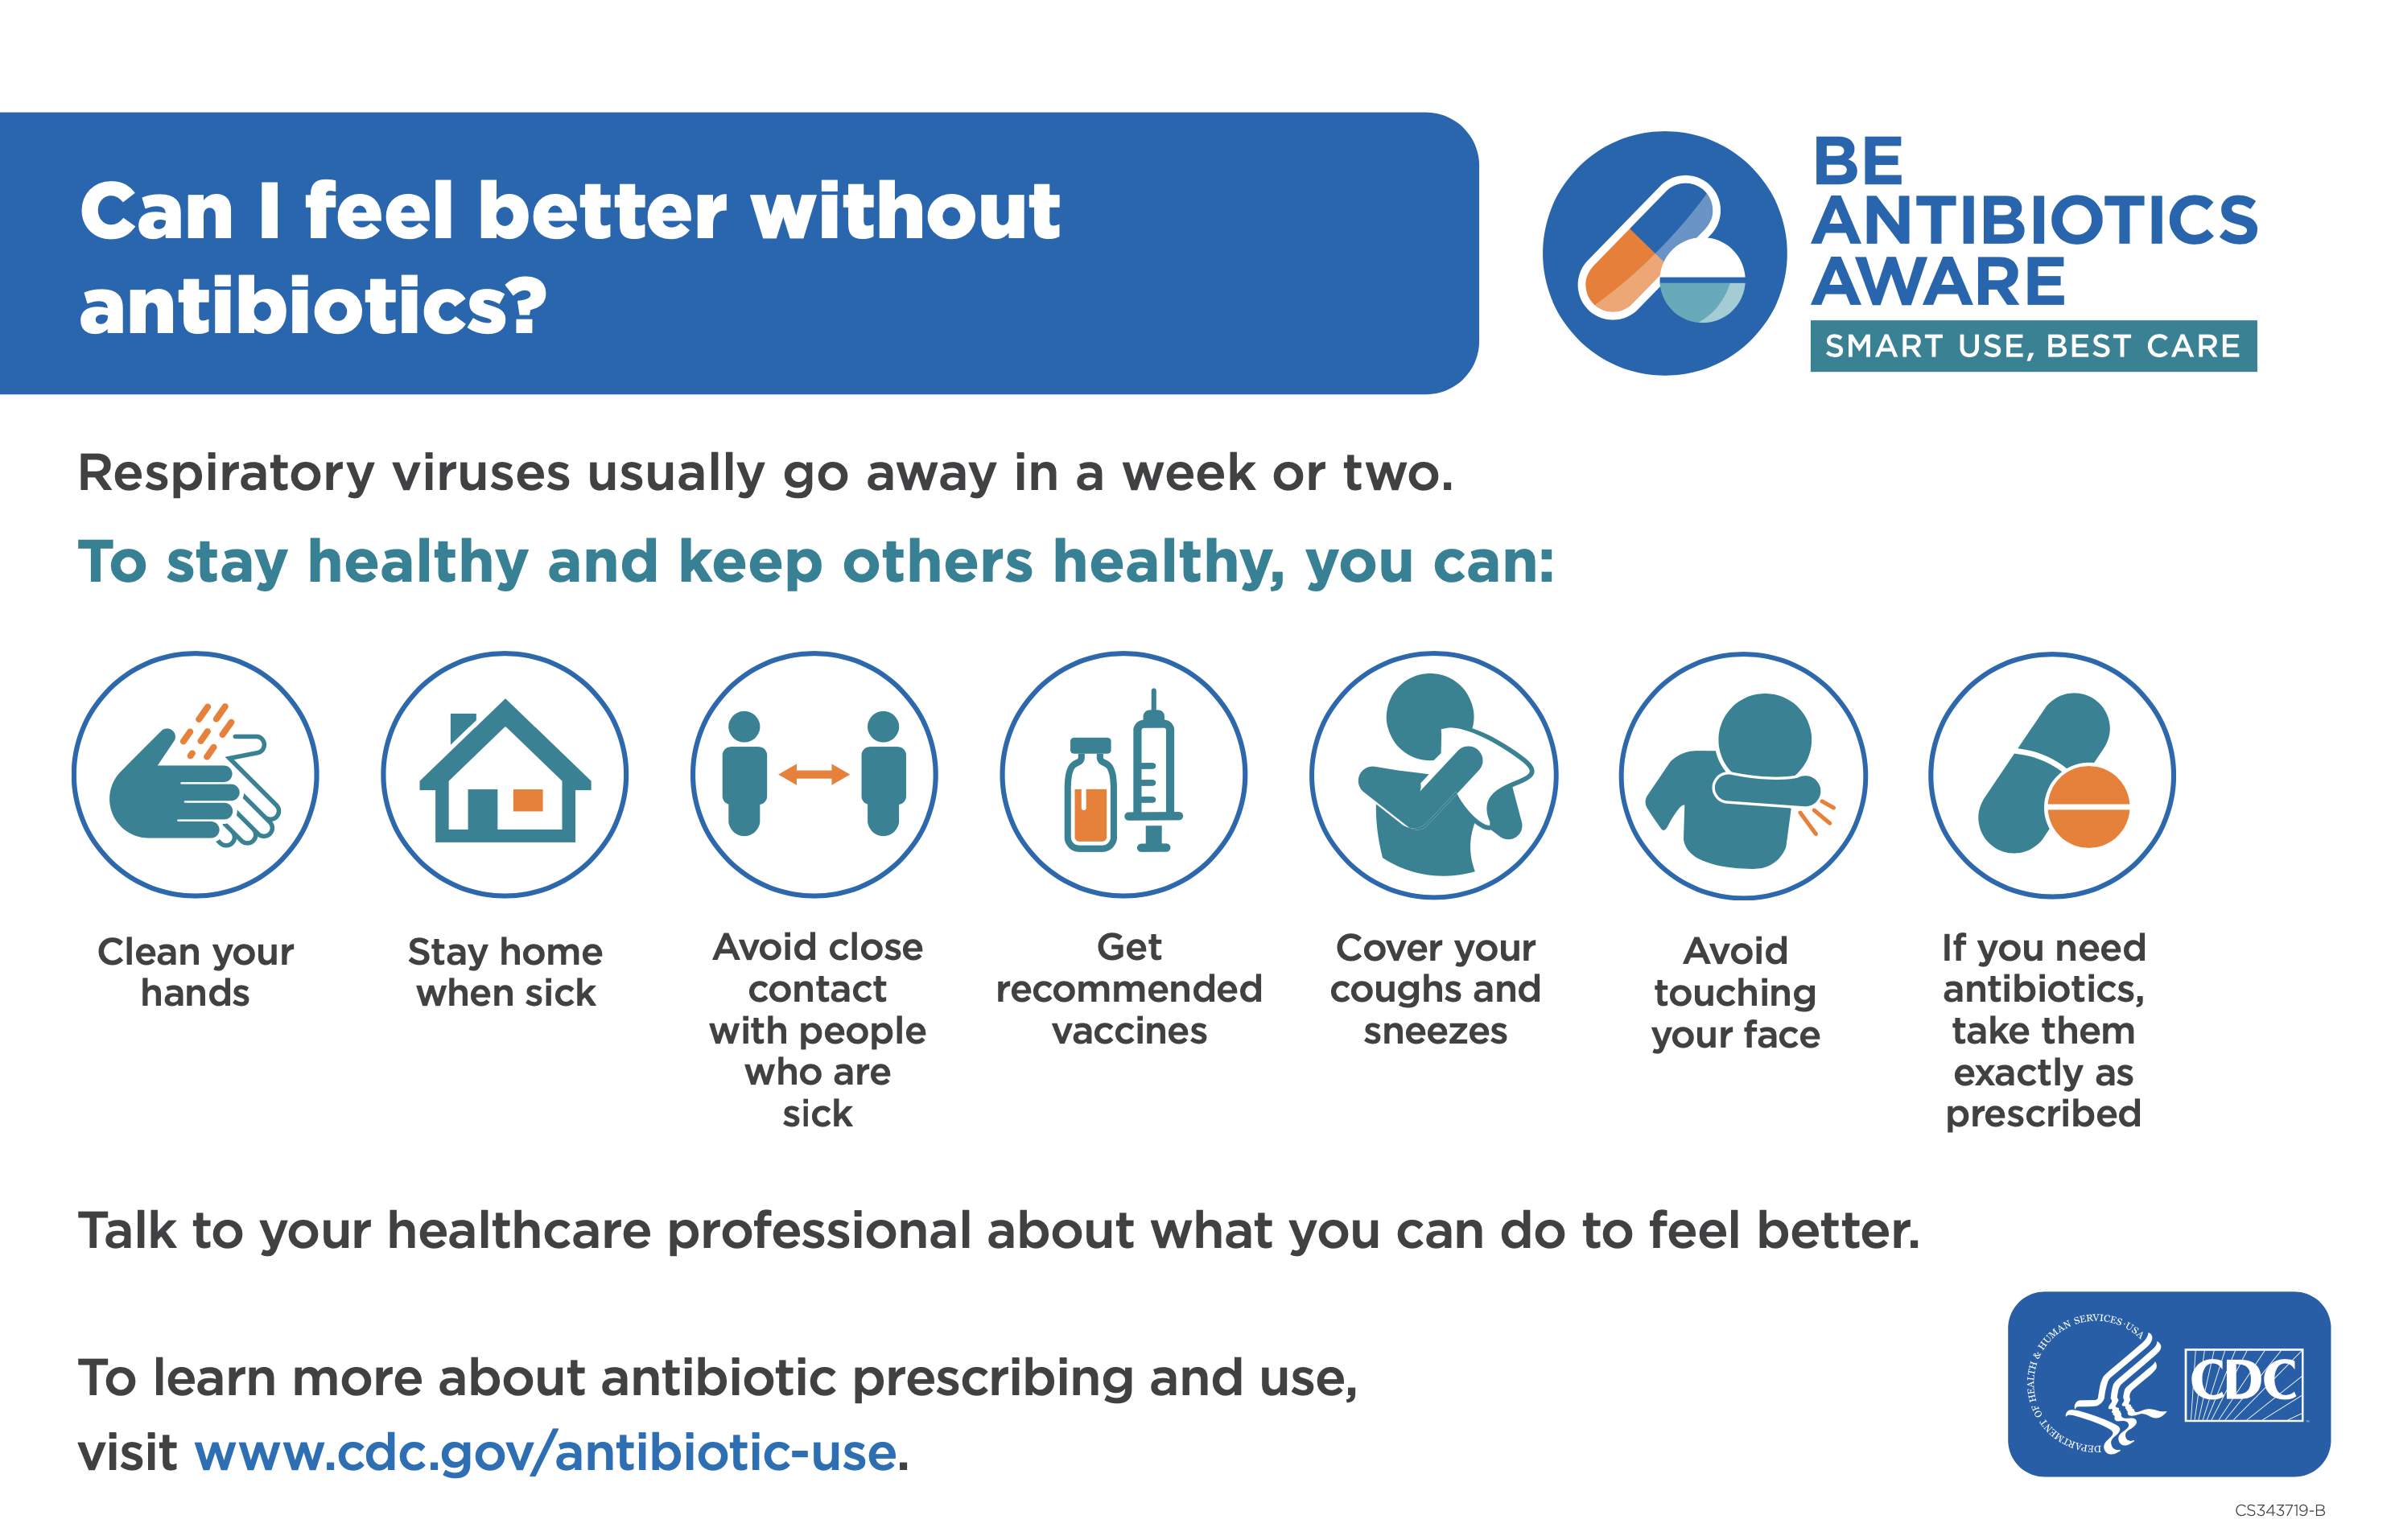 Can I feel better without
antibiotics?
BE
ANTIBIOTICS
AWARE
SMART USE, BEST CARE
Respiratory viruses usually go away in a week or two.
To stay healthy and keep others healthy, you can:
Clean your
hands
Stay home
when sick
Avoid close
contact
with people
who are
sick
Get
recommended
vaccines
Cover your
coughs and
sneezes
Avoid
touching
your face
If you need
antibiotics,
take them
exactly as
prescribed
Talk to your healthcare professional about what you can do to feel better.
To learn more about antibiotic prescribing and use,
visit www.cdc.gov/antibiotic-use.
DEPARTMENT OF HEALTH & HUMAN SERVICES · USA
CDC
CS343719-B